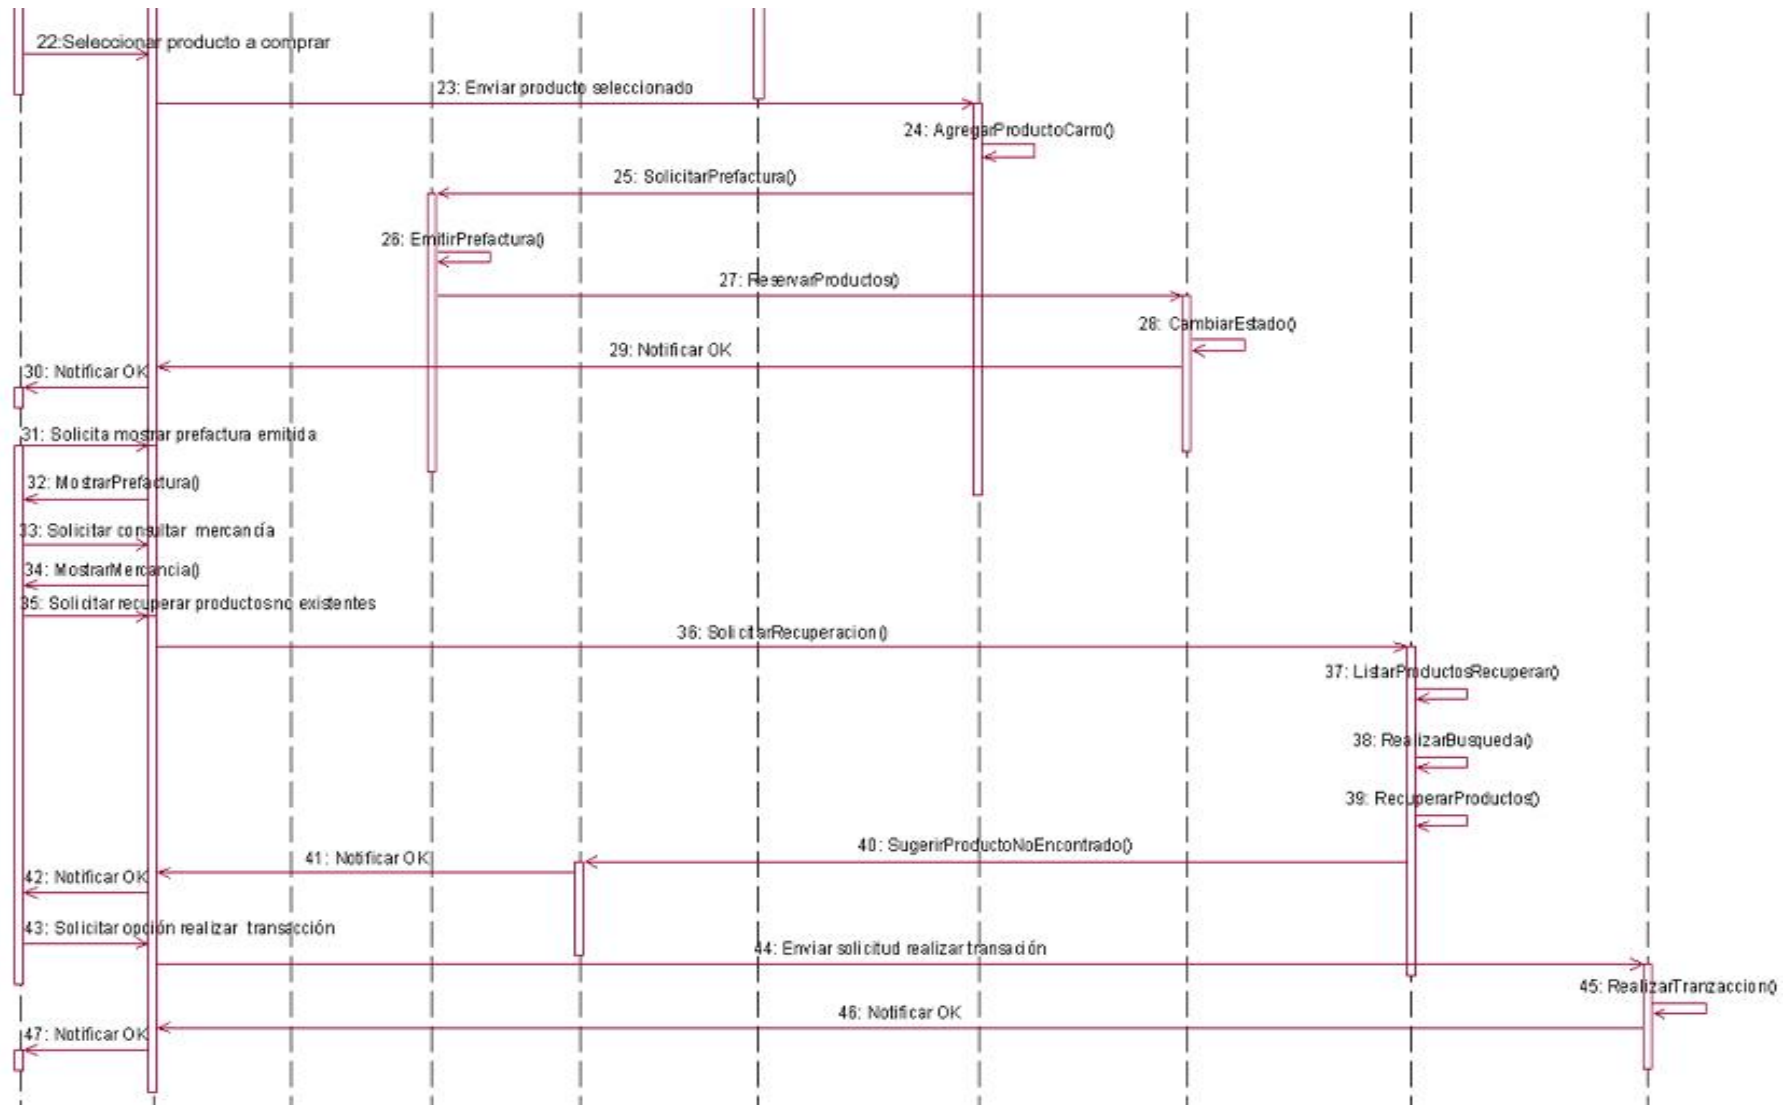 22:Seleccionar producto a comprar
23: Enviar producto seleccionado
24: AgregarProductoCarro()
25: SolicitarPrefactura()
26: EmitirPrefactura()
27: ReservarProductos()
28: CambiarEstado()
29: Notificar OK
30: Notificar OK
31: Solicita mostrar prefactura emitida
32: MostrarPrefactura()
33: Solicitar consultar mercancía
34: MostrarMercancia()
35: Solicitar recuperar productos no existentes
36: SolicitarRecuperacion()
37: ListarProductosRecuperar()
38: RealizarBusqueda()
39: RecuperarProductos()
40: SugerirProductoNoEncontrado()
41: Notificar OK
42: Notificar OK
43: Solicitar opción realizar transacción
44: Enviar solicitud realizar transación
45: RealizarTranzaccion()
46: Notificar OK
47: Notificar OK